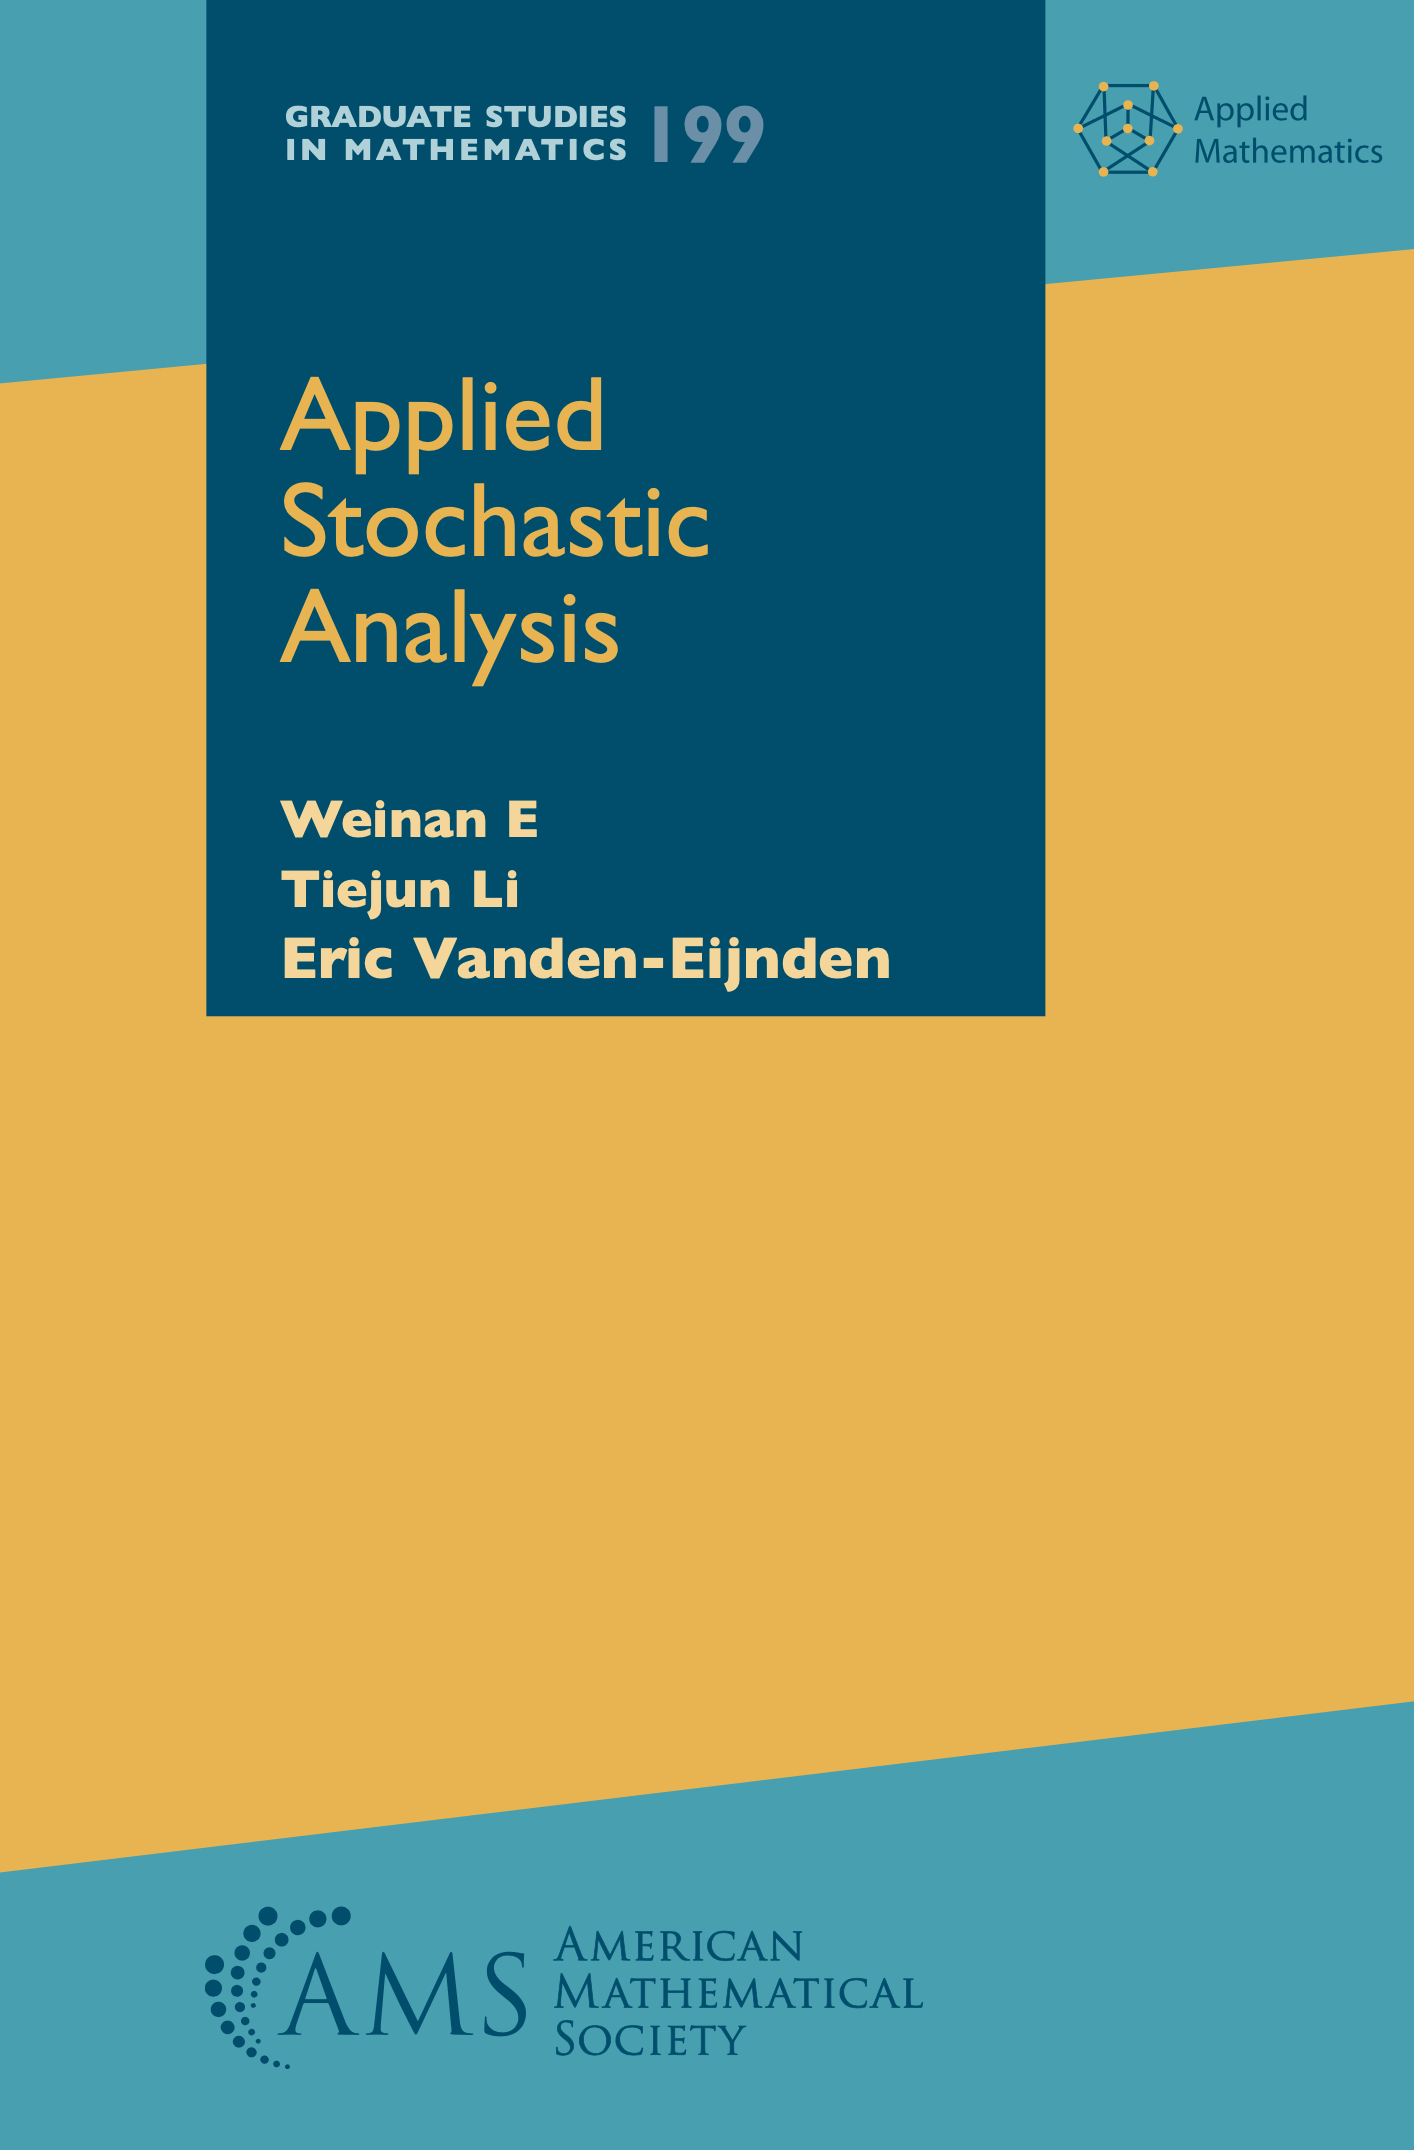 GRADUATE STUDIES
IN MATHEMATICS 199
Applied
Mathematics
Applied
Stochastic
Analysis
Weinan E
Tiejun Li
Eric Vanden-Eijnden
AMS
AMERICAN
MATHEMATICAL
SOCIETY